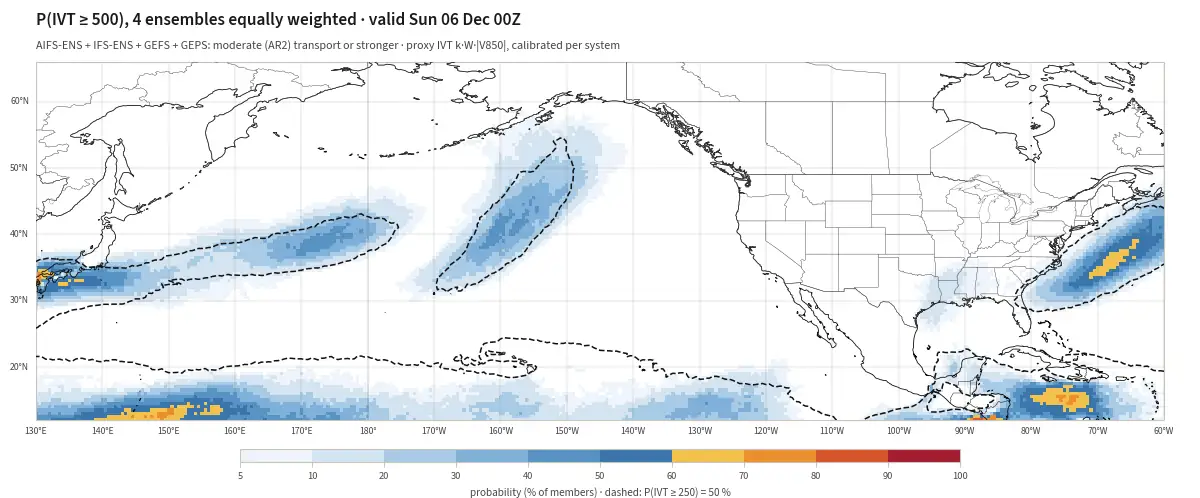 P(IVT ≥ 500), 4 ensembles equally weighted · valid Sun 06 Dec 00Z
AIFS-ENS + IFS-ENS + GEFS + GEPS: moderate (AR2) transport or stronger · proxy IVT k·W·|V850|, calibrated per system
60°N
50°N
40°N
30°N
20°N
130°E 140°E 150°E 160°E 170°E 180° 170°W 160°W 150°W 140°W 130°W 120°W 110°W 100°W 90°W 80°W 70°W 60°W
5 10 20 30 40 50 60 70 80 90 100
probability (% of members) · dashed: P(IVT ≥ 250) = 50 %